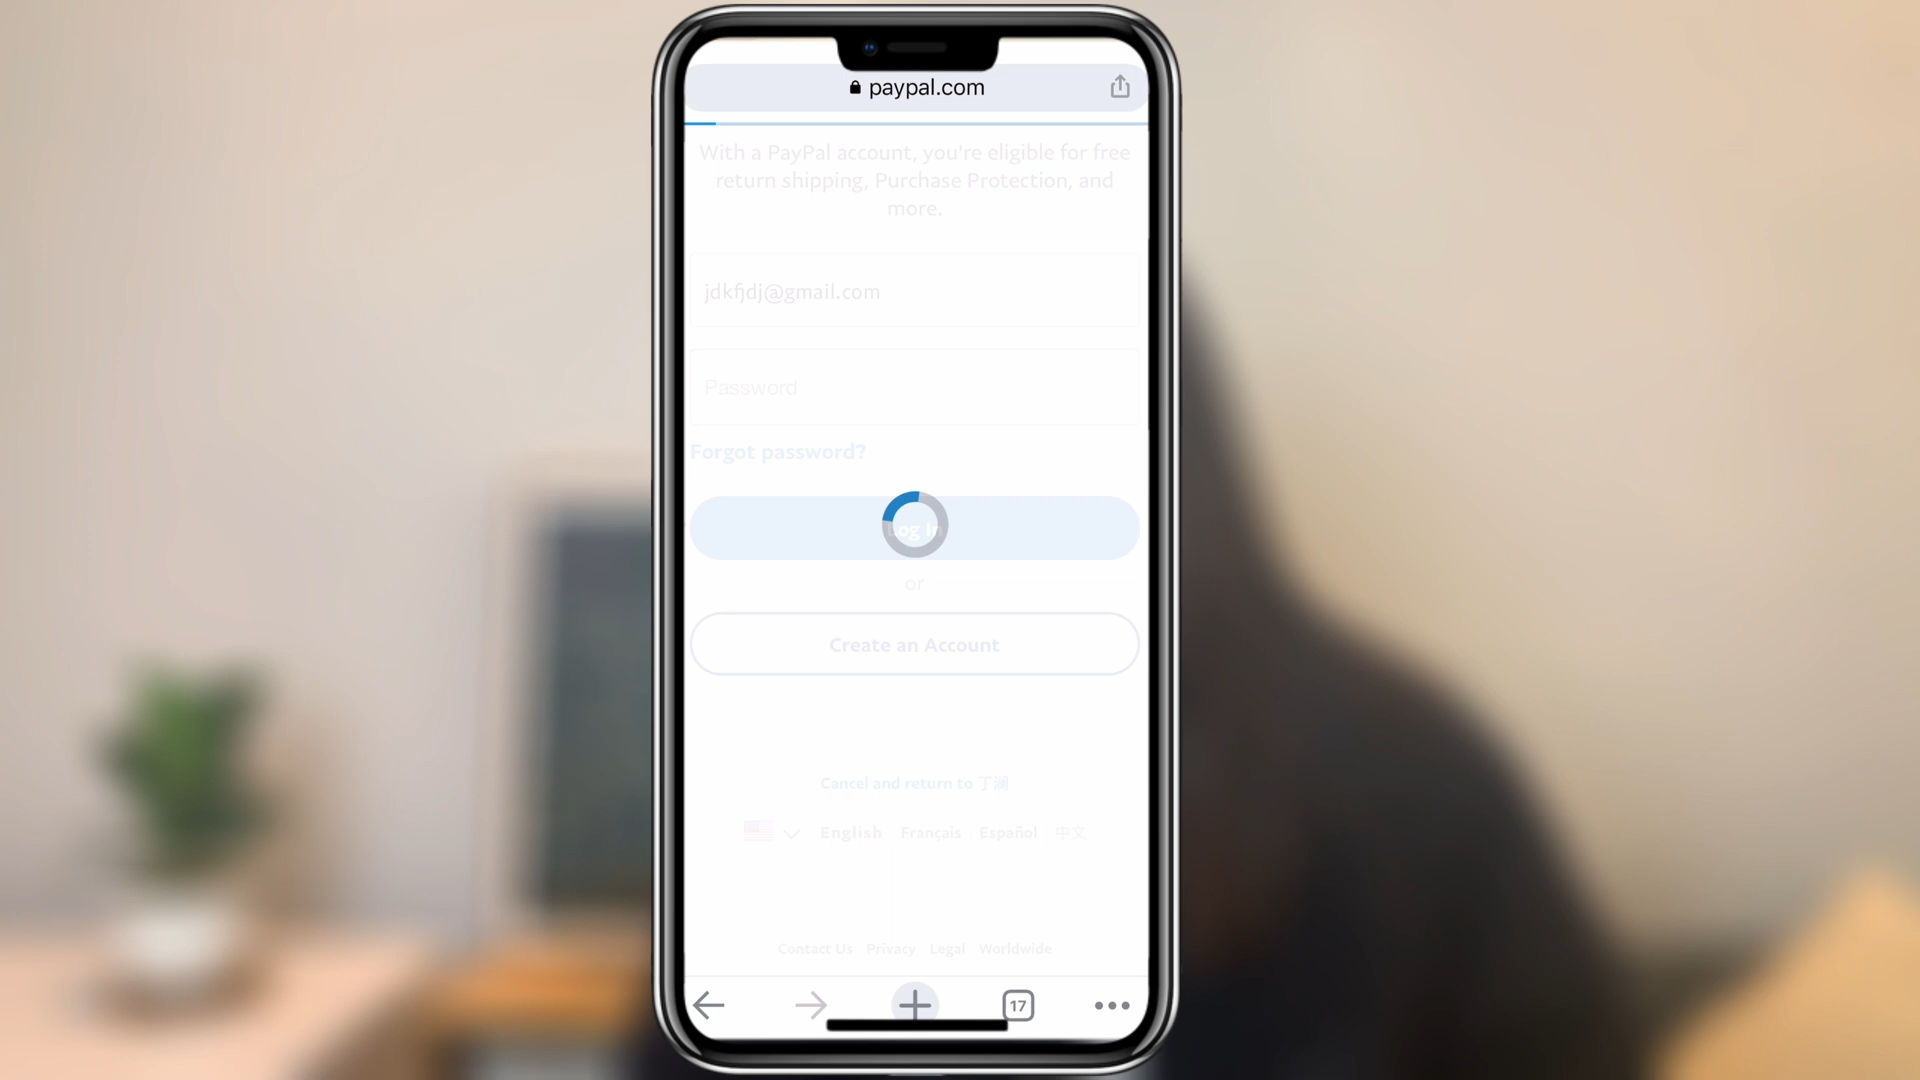 paypal.com
With a PayPal account, you're eligible for free
return shipping, Purchase Protection, and
more.
jdkfjdj@gmail.com
Password
Forgot password?
Log In
or
Create an Account
Cancel and return to 丁澜
English Français Español 中文
Contact Us Privacy Legal Worldwide
17